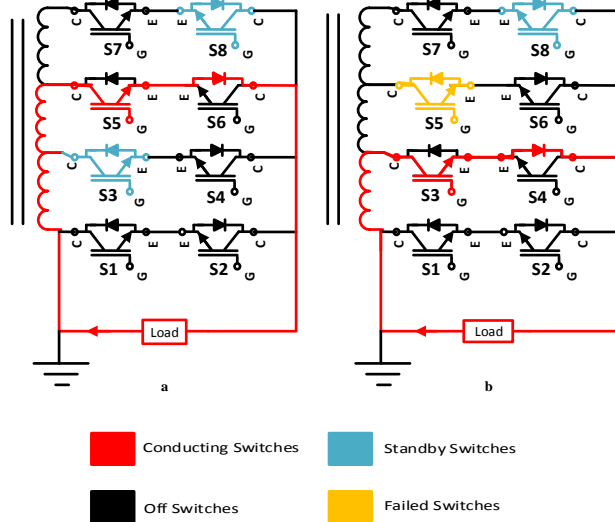 C E E C C E E C
S7 S8 S7 S8
G G G G
C E E C C E E C
S5 S6 S5 S6
G G G G
C E E C C E E C
S3 S4 S3 S4
G G G G
C E E C C E E C
S1 S2 S1 S2
G G G G
Load Load
a b
Conducting Switches Standby Switches
Off Switches Failed Switches